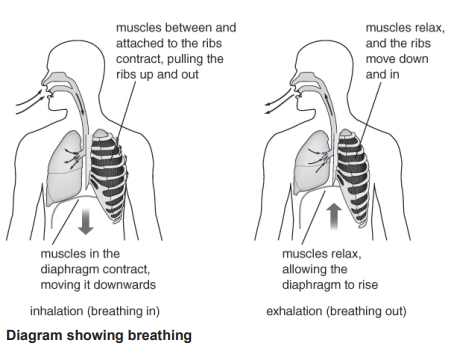 muscles between and
attached to the ribs
contract, pulling the
ribs up and out
muscles relax,
and the ribs
move down
and in
muscles in the
diaphragm contract,
moving it downwards
muscles relax,
allowing the
diaphragm to rise
inhalation (breathing in)
exhalation (breathing out)
Diagram showing breathing